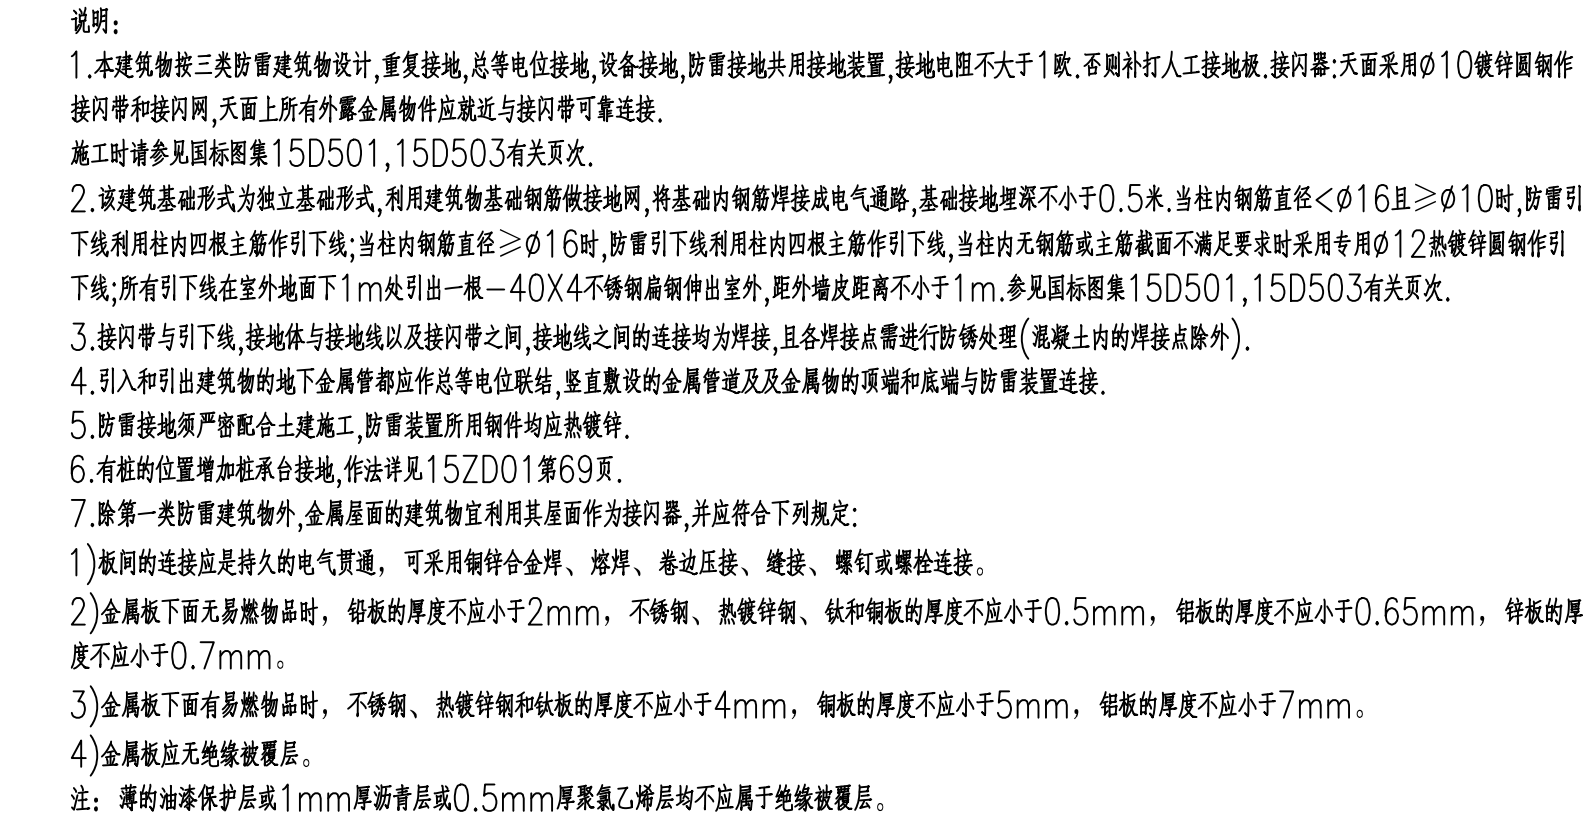 说明:
1.本建筑物按三类防雷建筑物设计,重复接地,总等电位接地,设备接地,防雷接地共用接地装置,接地电阻不大于1欧.否则补打人工接地极.接闪器:天面采用Ø10镀锌圆钢作
接闪带和接闪网,天面上所有外露金属物件应就近与接闪带可靠连接.
施工时请参见国标图集15D501,15D503有关页次.
2.该建筑基础形式为独立基础形式,利用建筑物基础钢筋做接地网,将基础内钢筋焊接成电气通路,基础接地埋深不小于0.5米.当柱内钢筋直径<Ø16且≥Ø10时,防雷引
下线利用柱内四根主筋作引下线;当柱内钢筋直径≥Ø16时,防雷引下线利用柱内四根主筋作引下线,当柱内无钢筋或主筋截面不满足要求时采用专用Ø12热镀锌圆钢作引
下线;所有引下线在室外地面下1m处引出一根-40X4不锈钢扁钢伸出室外,距外墙皮距离不小于1m.参见国标图集15D501,15D503有关页次.
3.接闪带与引下线,接地体与接地线以及接闪带之间,接地线之间的连接均为焊接,且各焊接点需进行防锈处理(混凝土内的焊接点除外).
4.引入和引出建筑物的地下金属管都应作总等电位联结,竖直敷设的金属管道及及金属物的顶端和底端与防雷装置连接.
5.防雷接地须严密配合土建施工,防雷装置所用钢件均应热镀锌.
6.有桩的位置增加桩承台接地,作法详见15ZD01第69页.
7.除第一类防雷建筑物外,金属屋面的建筑物宜利用其屋面作为接闪器,并应符合下列规定:
1)板间的连接应是持久的电气贯通，可采用铜锌合金焊、熔焊、卷边压接、缝接、螺钉或螺栓连接。
2)金属板下面无易燃物品时，铅板的厚度不应小于2mm，不锈钢、热镀锌钢、钛和铜板的厚度不应小于0.5mm，铝板的厚度不应小于0.65mm，锌板的厚
度不应小于0.7mm。
3)金属板下面有易燃物品时，不锈钢、热镀锌钢和钛板的厚度不应小于4mm，铜板的厚度不应小于5mm，铝板的厚度不应小于7mm。
4)金属板应无绝缘被覆层。
注：薄的油漆保护层或1mm厚沥青层或0.5mm厚聚氯乙烯层均不应属于绝缘被覆层。